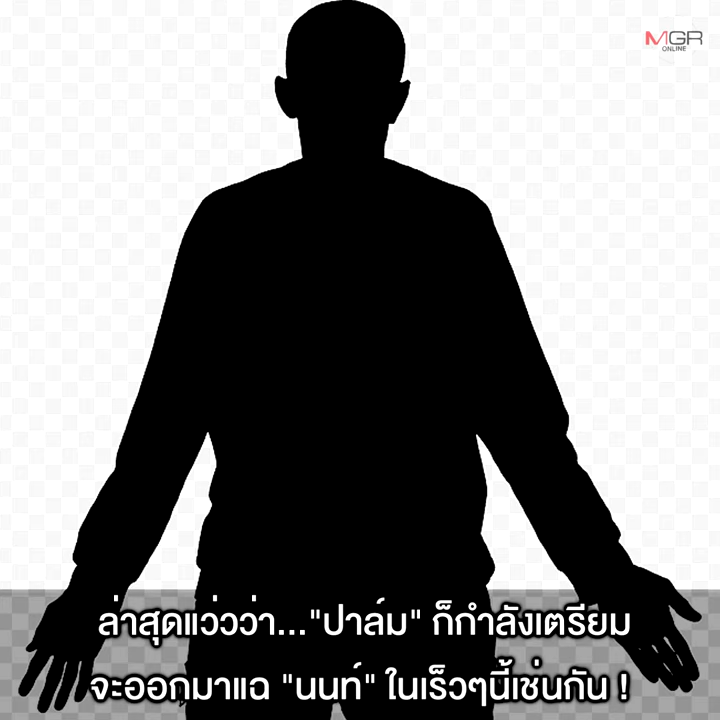 MGR
ONLINE
ล่าสุดแว่วว่า..."ปาล์ม" ก็กำลังเตรียม
จะออกมาแฉ "นนท์" ในเร็วๆนี้เช่นกัน !